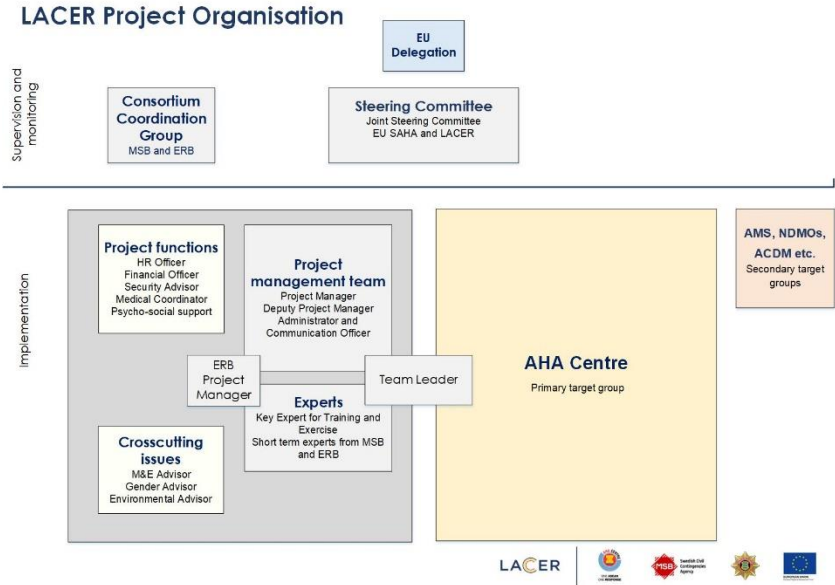 LACER Project Organisation
EU
Delegation
Supervision and
monitoring
Consortium
Coordination
Group
MSB and ERB
Steering Committee
Joint Steering Committee
EU SAHA and LACER
Implementation
Project functions
HR Officer
Financial Officer
Security Advisor
Medical Coordinator
Psycho-social support
Project
management team
Project Manager
Deputy Project Manager
Administrator and
Communication Officer
ERB
Project
Manager
Team Leader
Experts
Key Expert for Training and
Exercise
Short term experts from MSB
and ERB
Crosscutting
issues
M&E Advisor
Gender Advisor
Environmental Advisor
AHA Centre
Primary target group
AMS, NDMOs,
ACDM etc.
Secondary target
groups
LACER
MSB
Swedish Civil
Contingencies
Agency